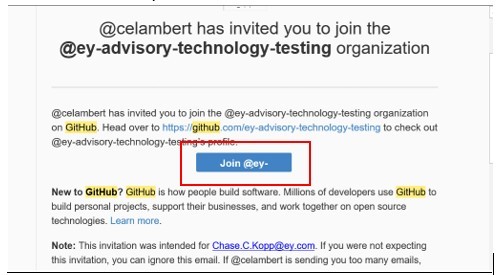 @celambert has invited you to join the
@ey-advisory-technology-testing organization
@celambert has invited you to join the @ey-advisory-technology-testing organization
on GitHub. Head over to https://github.com/ey-advisory-technology-testing to check out
@ey-advisory-technology-testing's profile.
Join @ey-
New to GitHub? GitHub is how people build software. Millions of developers use GitHub to
build personal projects, support their businesses, and work together on open source
technologies. Learn more.
Note: This invitation was intended for Chase.C.Kopp@ey.com. If you were not expecting
this invitation, you can ignore this email. If @celambert is sending you too many emails,